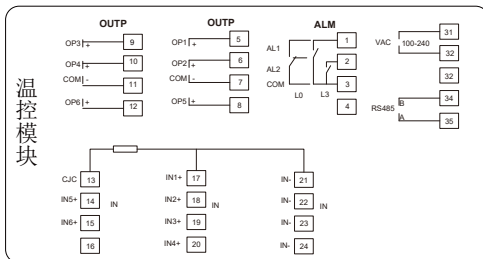 温控模块
OUTP
OP3 + 9
OP4 + 10
COM - 11
OP6 + 12
OUTP
OP1 + 5
OP2 + 6
COM - 7
OP5 + 8
ALM
AL1
AL2
COM
L0 L3
1
2
3
4
VAC 100-240
31
32
32
RS485
B 34
A 35
CJC 13
IN5+ 14
IN6+ 15
16
IN
IN1+ 17
IN2+ 18
IN3+ 19
IN4+ 20
IN
IN- 21
IN- 22
IN- 23
IN- 24
IN